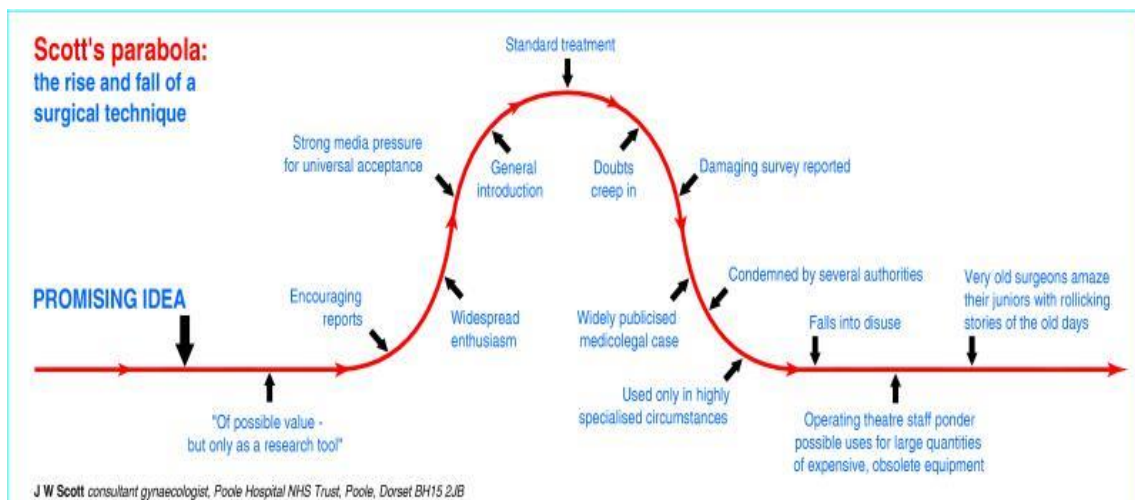 Scott's parabola:
the rise and fall of a
surgical technique
PROMISING IDEA
"Of possible value -
but only as a research tool"
Encouraging
reports
Widespread
enthusiasm
Strong media pressure
for universal acceptance
General
introduction
Standard treatment
Doubts
creep in
Damaging survey reported
Widely publicised
medicolegal case
Condemned by several authorities
Used only in highly
specialised circumstances
Falls into disuse
Operating theatre staff ponder
possible uses for large quantities
of expensive, obsolete equipment
Very old surgeons amaze
their juniors with rollicking
stories of the old days
J W Scott consultant gynaecologist, Poole Hospital NHS Trust, Poole, Dorset BH15 2JB